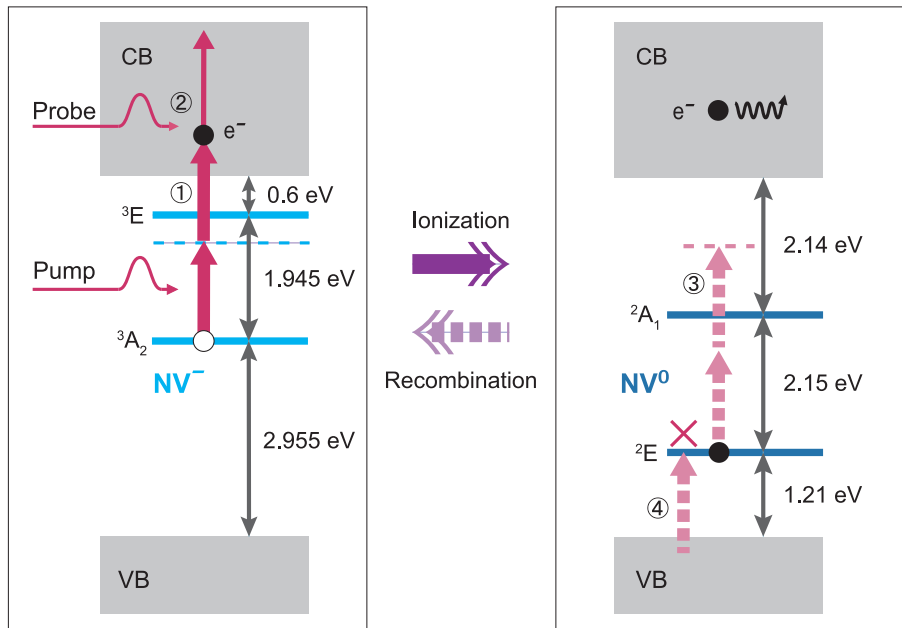 CB
Probe
②
e⁻
①
0.6 eV
³E
1.945 eV
Pump
³A₂
NV⁻
2.955 eV
VB
Ionization
Recombination
CB
e⁻
2.14 eV
③
²A₁
NV⁰
2.15 eV
²E
④
1.21 eV
VB